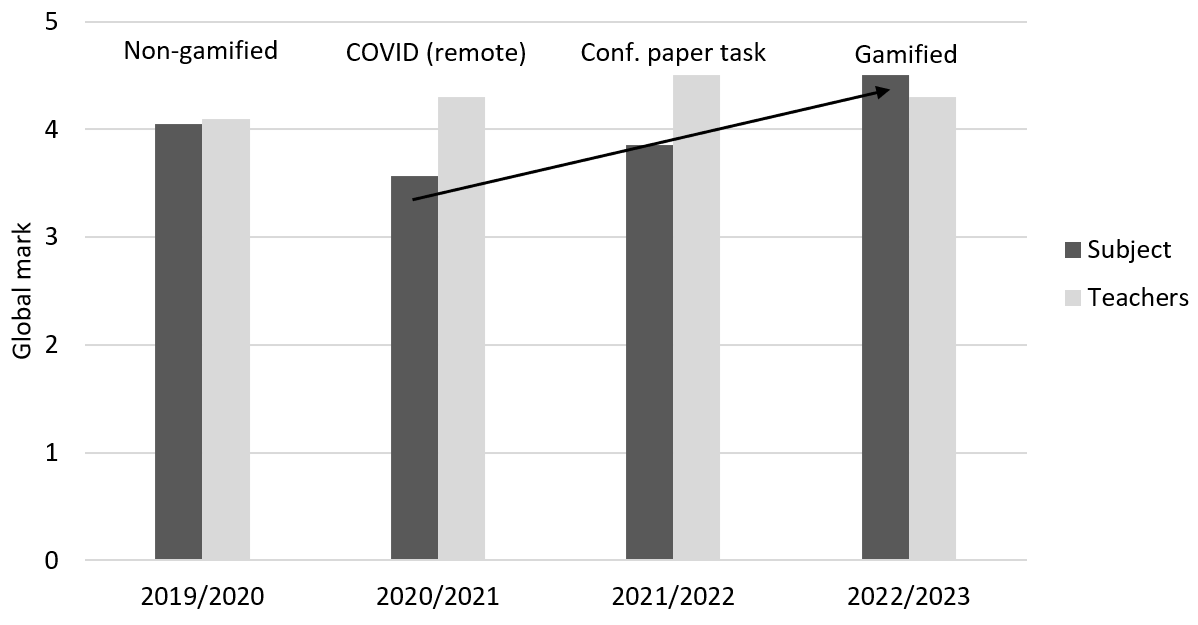 5
Non-gamified
COVID (remote)
Conf. paper task
Gamified
4
3
2
1
0
Global mark
Subject
Teachers
2019/2020
2020/2021
2021/2022
2022/2023